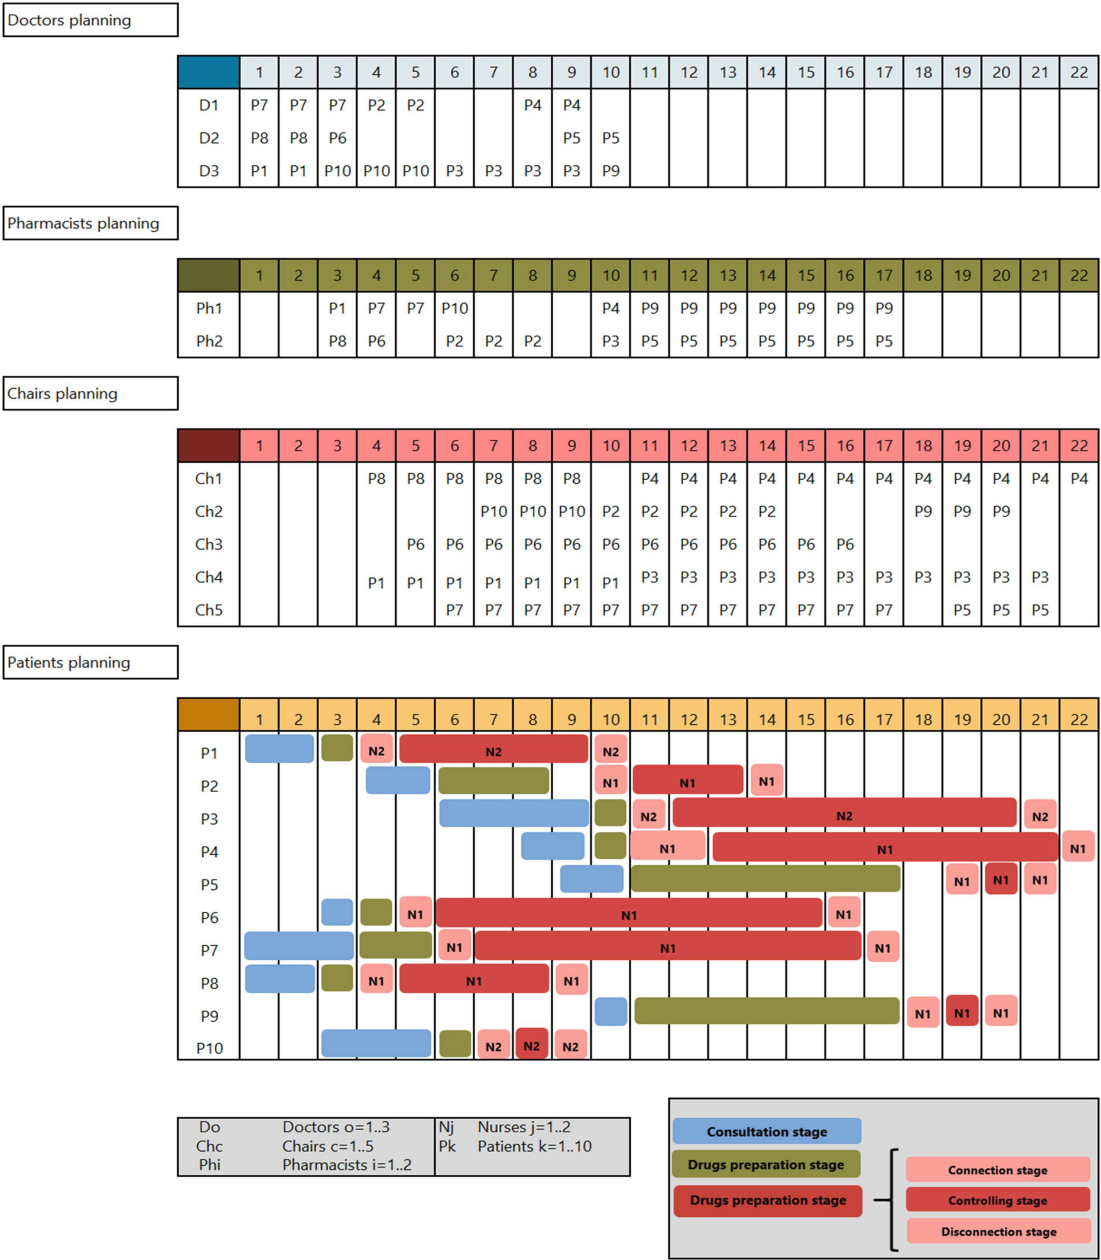 Doctors planning
1 2 3 4 5 6 7 8 9 10 11 12 13 14 15 16 17 18 19 20 21 22
D1 P7 P7 P7 P2 P2 P4 P4
D2 P8 P8 P6 P5 P5
D3 P1 P1 P10 P10 P10 P3 P3 P3 P3 P9
Pharmacists planning
1 2 3 4 5 6 7 8 9 10 11 12 13 14 15 16 17 18 19 20 21 22
Ph1 P1 P7 P7 P10 P4 P9 P9 P9 P9 P9 P9 P9
Ph2 P8 P6 P2 P2 P2 P3 P5 P5 P5 P5 P5 P5 P5
Chairs planning
1 2 3 4 5 6 7 8 9 10 11 12 13 14 15 16 17 18 19 20 21 22
Ch1 P8 P8 P8 P8 P8 P8 P4 P4 P4 P4 P4 P4 P4 P4 P4 P4 P4 P4
Ch2 P10 P10 P10 P2 P2 P2 P2 P2 P9 P9 P9
Ch3 P6 P6 P6 P6 P6 P6 P6 P6 P6 P6 P6 P6
Ch4 P1 P1 P1 P1 P1 P1 P1 P3 P3 P3 P3 P3 P3 P3 P3 P3 P3 P3
Ch5 P7 P7 P7 P7 P7 P7 P7 P7 P7 P7 P7 P7 P5 P5 P5
Patients planning
1 2 3 4 5 6 7 8 9 10 11 12 13 14 15 16 17 18 19 20 21 22
P1 N2 N2 N2
P2 N1 N1 N1
P3 N2 N2 N2
P4 N1 N1 N1
P5 N1 N1 N1
P6 N1 N1 N1
P7 N1 N1 N1
P8 N1 N1 N1
P9 N1 N1 N1
P10 N2 N2 N2
Do Doctors o=1..3 Nj Nurses j=1..2
Chc Chairs c=1..5 Pk Patients k=1..10
Phi Pharmacists i=1..2
Consultation stage
Drugs preparation stage
Drugs preparation stage
Connection stage
Controlling stage
Disconnection stage